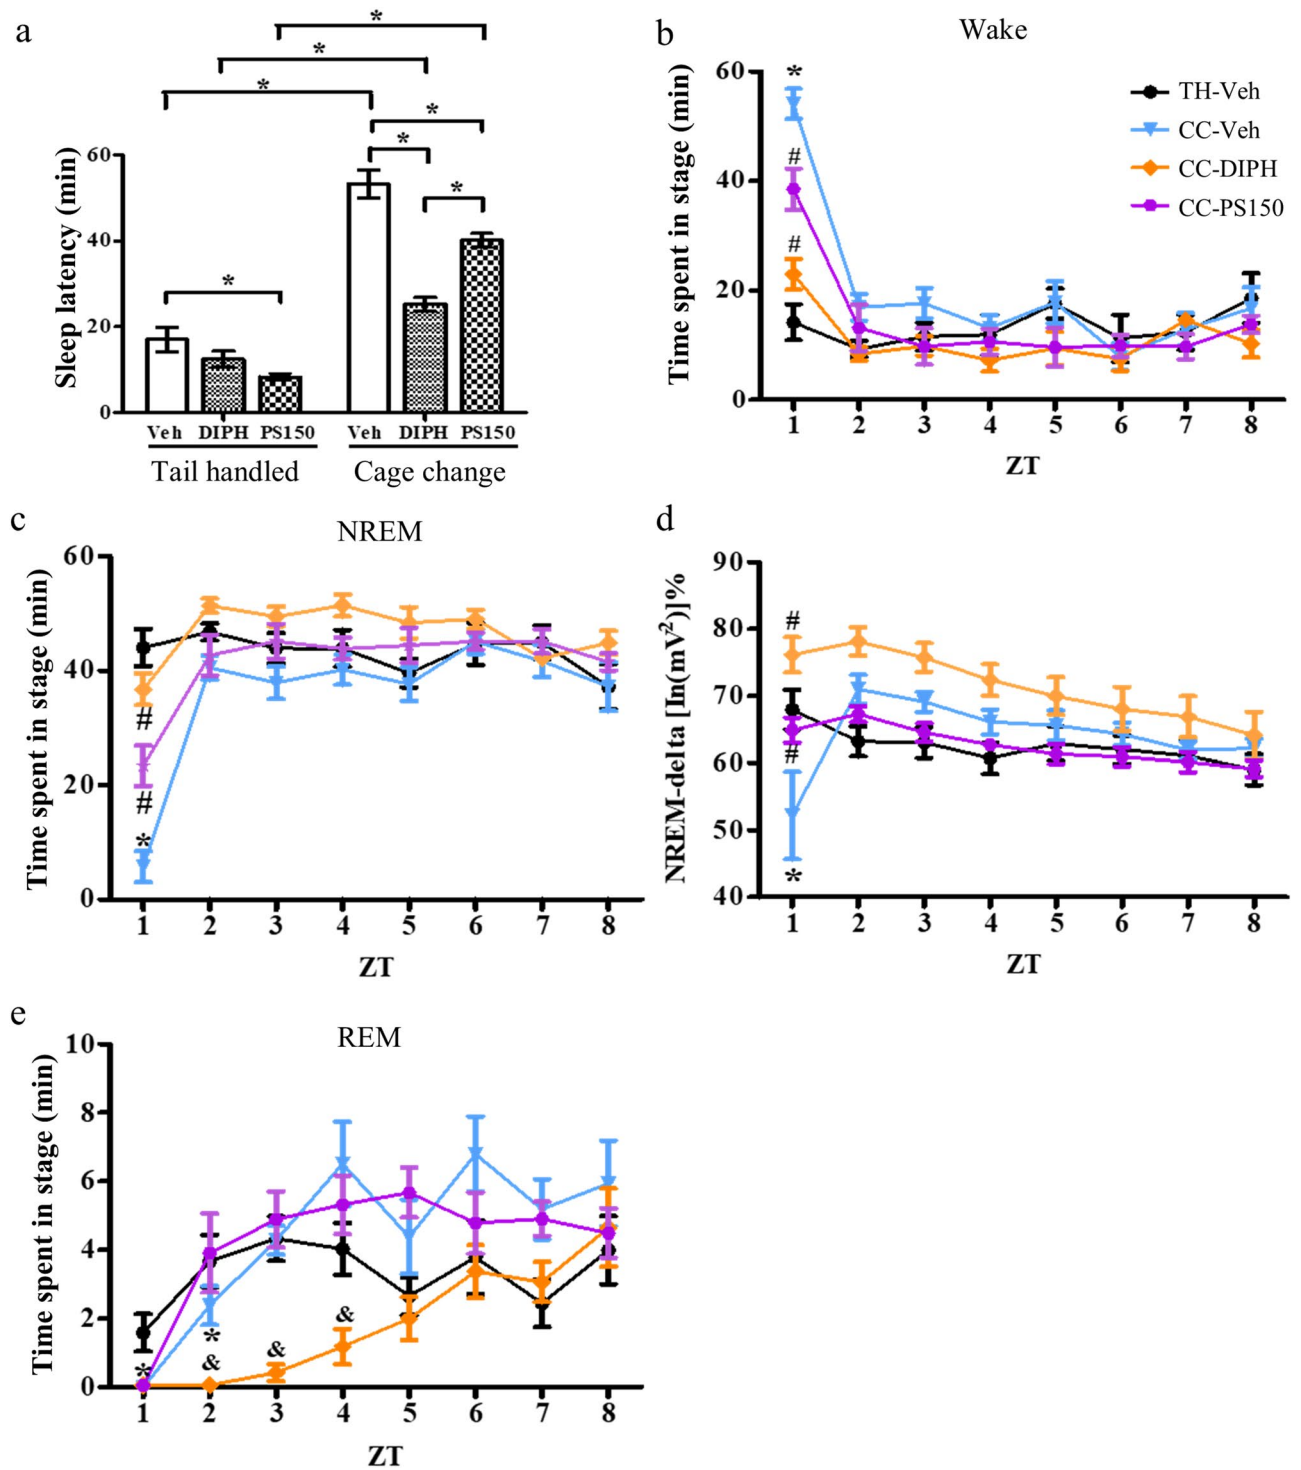 a
*
*
*
*
*
*
*
Sleep latency (min)
60
40
20
0
Veh DIPH PS150 Veh DIPH PS150
Tail handled Cage change
b
Wake
Time spent in stage (min)
60
40
20
0
*
#
#
TH-Veh
CC-Veh
CC-DIPH
CC-PS150
1 2 3 4 5 6 7 8
ZT
c
NREM
Time spent in stage (min)
60
40
20
0
#
#
*
1 2 3 4 5 6 7 8
ZT
d
NREM-delta [ln(mV²)]%
90
80
70
60
50
40
#
#
*
1 2 3 4 5 6 7 8
ZT
e
REM
Time spent in stage (min)
10
8
6
4
2
0
*
*
&
&
&
1 2 3 4 5 6 7 8
ZT